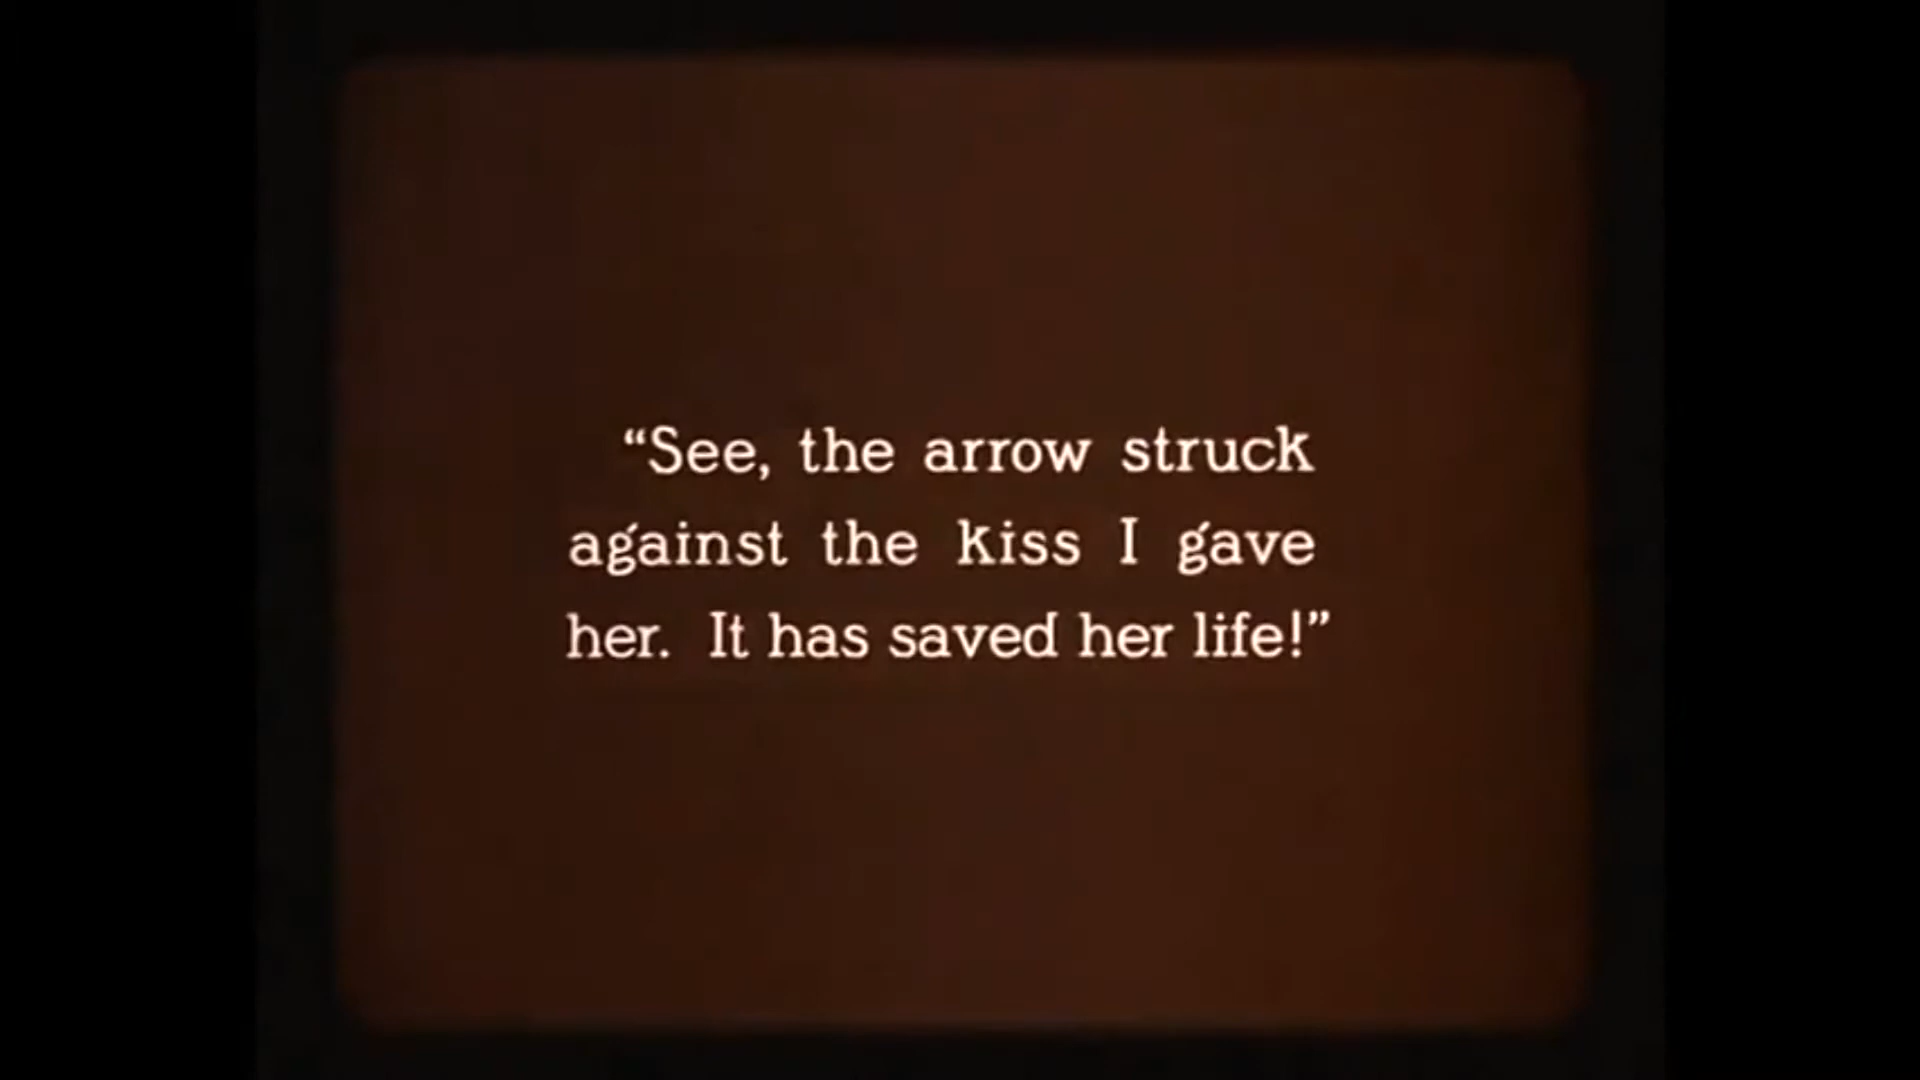 “See, the arrow struck
against the kiss I gave
her. It has saved her life!”